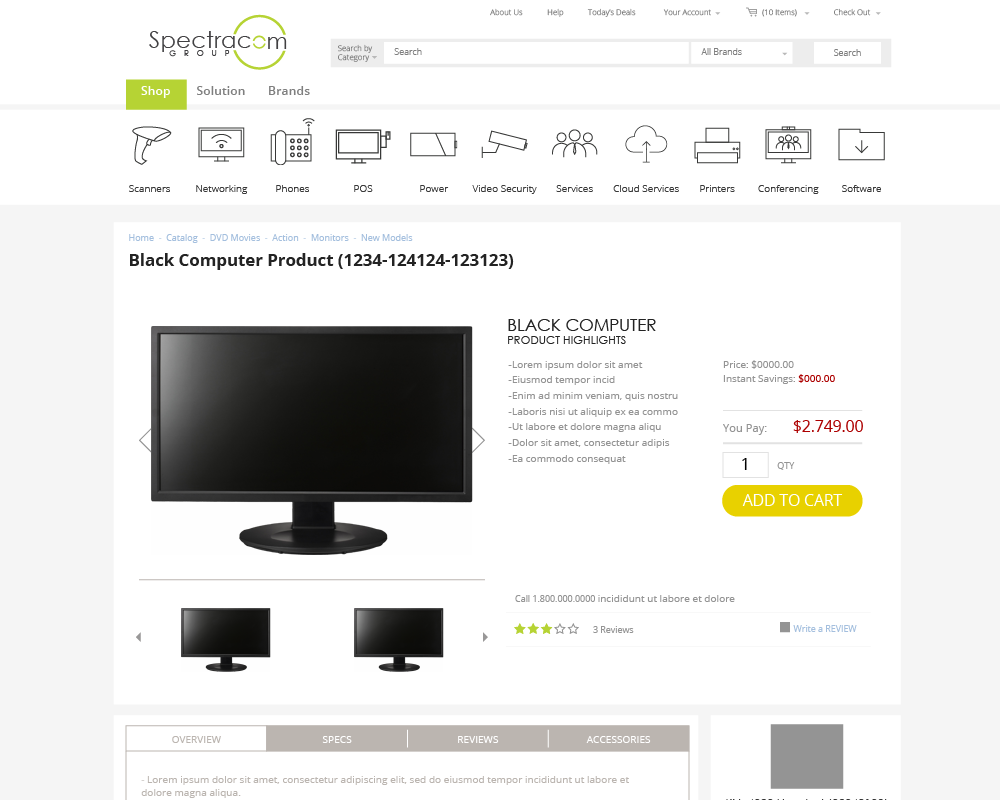 About Us Help Today's Deals Your Account (10 Items) Check Out
Spectracom
GROUP
Search by
Category
Search
All Brands
Search
Shop Solution Brands
Scanners Networking Phones POS Power Video Security Services Cloud Services Printers Conferencing Software
Home - Catalog - DVD Movies - Action - Monitors - New Models
Black Computer Product (1234-124124-123123)
BLACK COMPUTER
PRODUCT HIGHLIGHTS
-Lorem ipsum dolor sit amet
-Eiusmod tempor incid
-Enim ad minim veniam, quis nostru
-Laboris nisi ut aliquip ex ea commo
-Ut labore et dolore magna aliqu
-Dolor sit amet, consectetur adipis
-Ea commodo consequat
Price: $0000.00
Instant Savings: $000.00
You Pay: $2.749.00
1 QTY
ADD TO CART
Call 1.800.000.0000 incididunt ut labore et dolore
3 Reviews
Write a REVIEW
OVERVIEW SPECS REVIEWS ACCESSORIES
- Lorem ipsum dolor sit amet, consectetur adipiscing elit, sed do eiusmod tempor incididunt ut labore et
dolore magna aliqua.